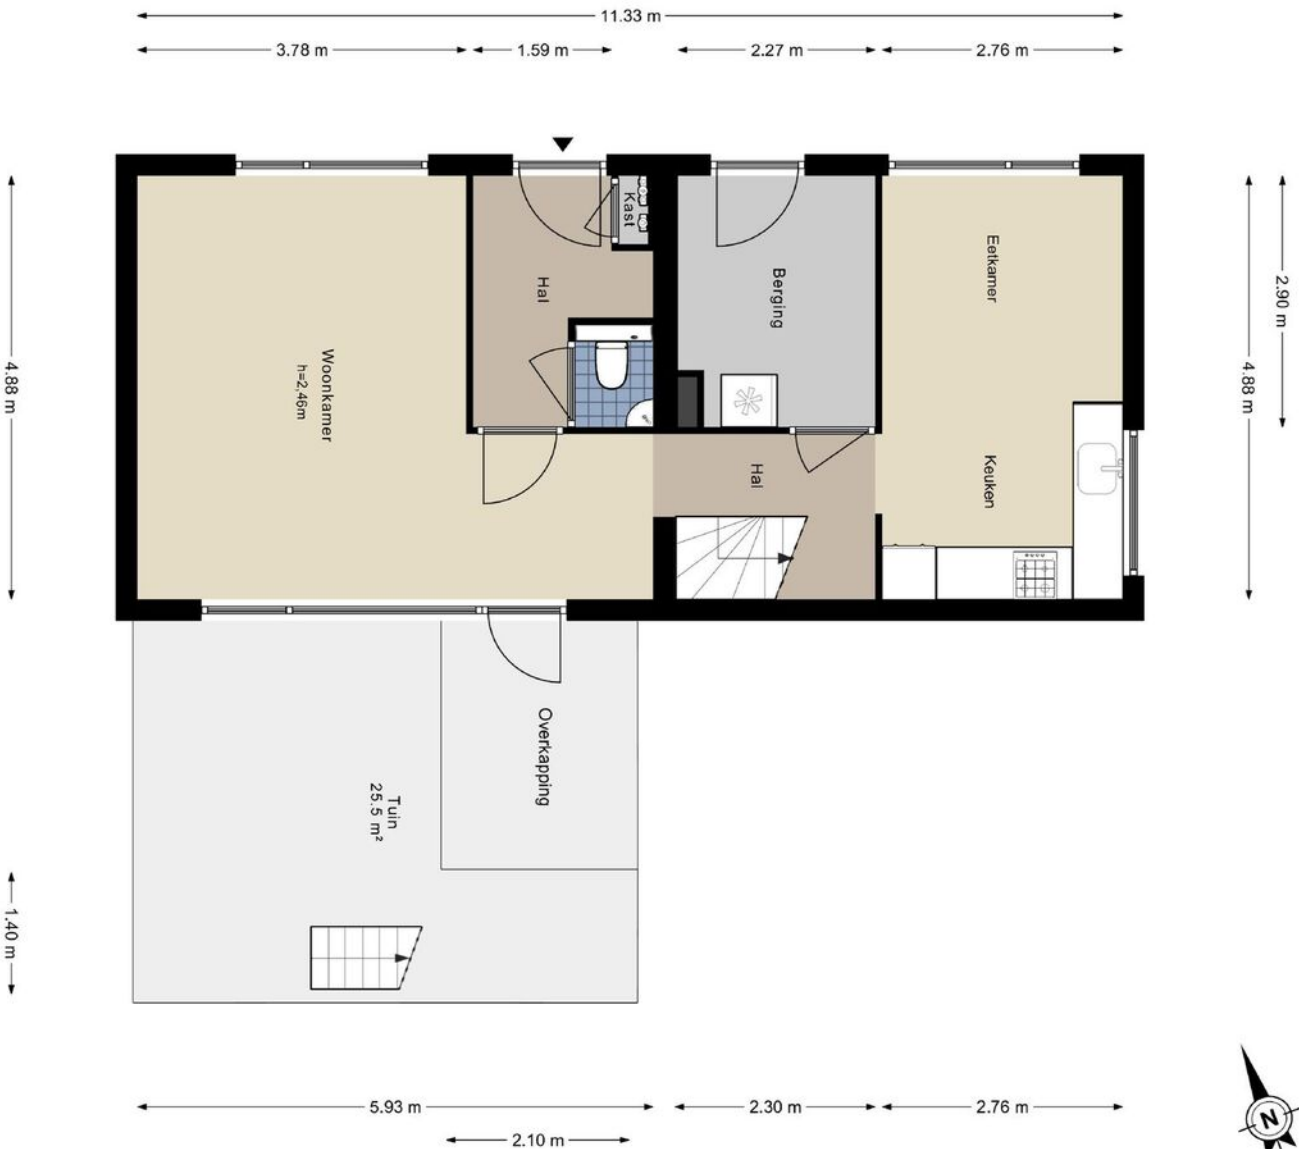 11.33 m
3.78 m
1.59 m
2.27 m
2.76 m
Kast
Hal
Berging
Eetkamer
2.90 m
4.88 m
4.88 m
Woonkamer
h=2,46m
Hal
Keuken
Overkapping
Tuin
25.5 m²
1.40 m
5.93 m
2.30 m
2.76 m
2.10 m
N